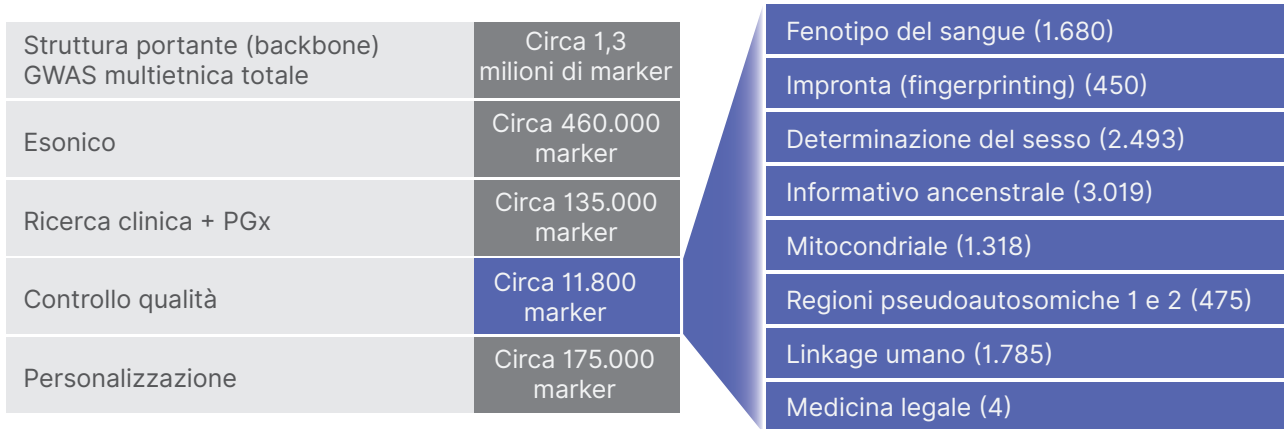 Struttura portante (backbone)
GWAS multietnica totale
Circa 1,3
milioni di marker
Esonico
Circa 460.000
marker
Ricerca clinica + PGx
Circa 135.000
marker
Controllo qualità
Circa 11.800
marker
Personalizzazione
Circa 175.000
marker
Fenotipo del sangue (1.680)
Impronta (fingerprinting) (450)
Determinazione del sesso (2.493)
Informativo ancenstrale (3.019)
Mitocondriale (1.318)
Regioni pseudoautosomiche 1 e 2 (475)
Linkage umano (1.785)
Medicina legale (4)